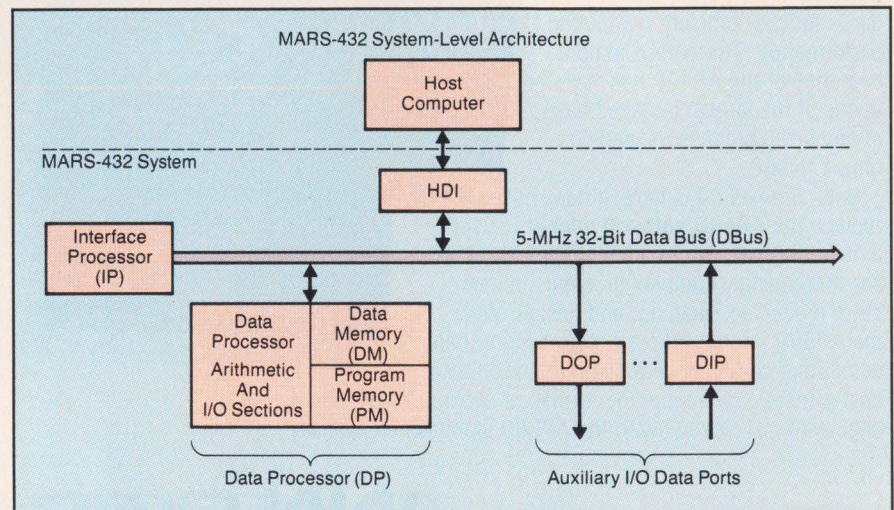 MARS-432 System-Level Architecture
Host
Computer
MARS-432 System
HDI
Interface
Processor
(IP)
5-MHz 32-Bit Data Bus (DBus)
Data
Processor
Arithmetic
And
I/O Sections
Data
Memory
(DM)
Program
Memory
(PM)
DOP
...
DIP
Data Processor (DP)
Auxiliary I/O Data Ports